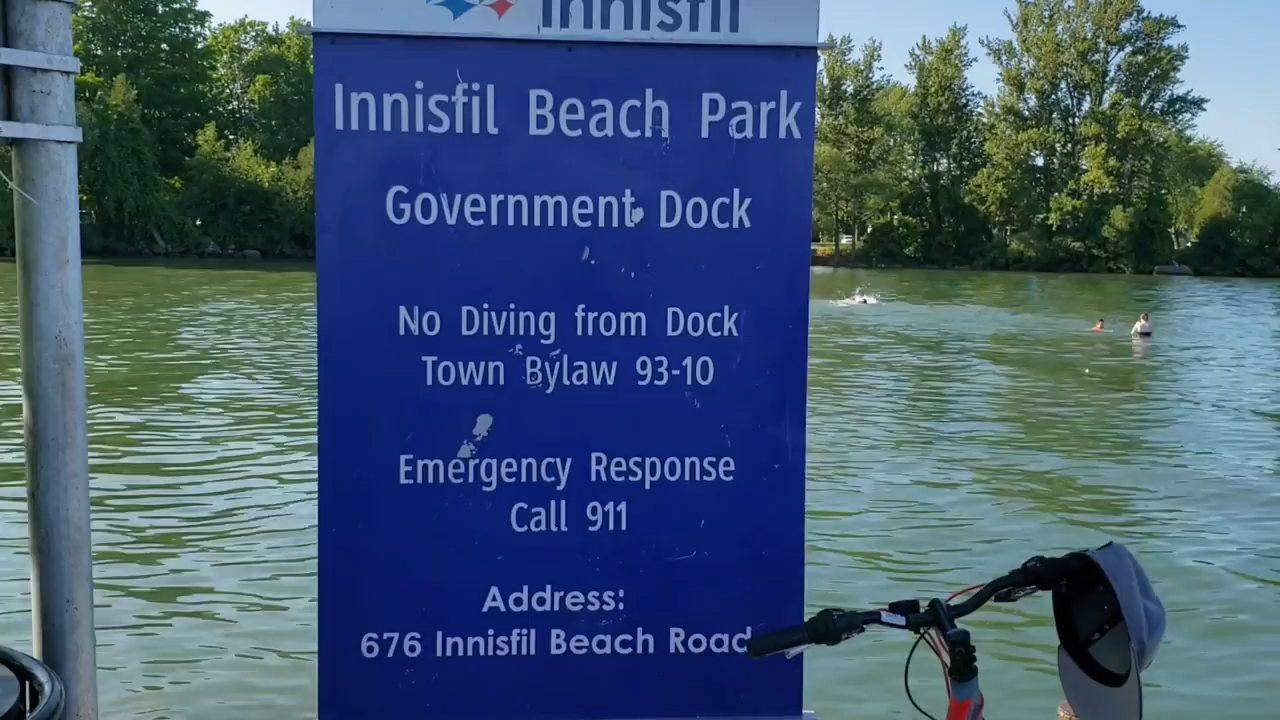 Innisfil
Innisfil Beach Park
Government Dock
No Diving from Dock
Town Bylaw 93-10
Emergency Response
Call 911
Address:
676 Innisfil Beach Road